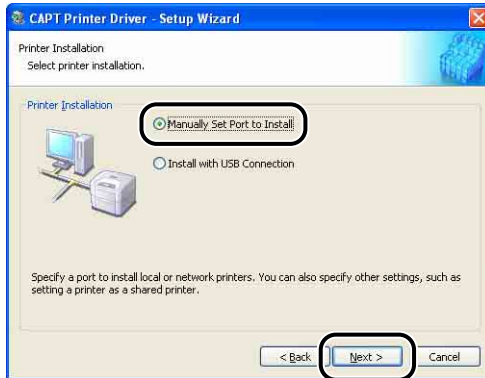 CAPT Printer Driver - Setup Wizard
Printer Installation
Select printer installation.
Printer Installation
Manually Set Port to Install
Install with USB Connection
Specify a port to install local or network printers. You can also specify other settings, such as
setting a printer as a shared printer.
< Back
Next >
Cancel